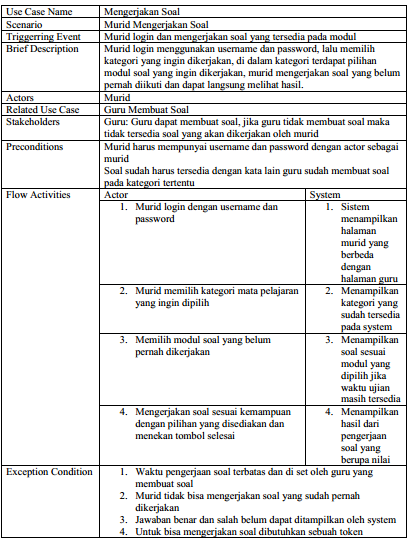 Use Case Name Mengerjakan Soal
Scenario Murid Mengerjakan Soal
Triggerring Event Murid login dan mengerjakan soal yang tersedia pada modul
Brief Description Murid login menggunakan username dan password, lalu memilih
kategori yang ingin dikerjakan, di dalam kategori terdapat pilihan
modul soal yang ingin dikerjakan, murid mengerjakan soal yang belum
pernah diikuti dan dapat langsung melihat hasil.
Actors Murid
Related Use Case Guru Membuat Soal
Stakeholders Guru: Guru dapat membuat soal, jika guru tidak membuat soal maka
tidak tersedia soal yang akan dikerjakan oleh murid
Preconditions Murid harus mempunyai username dan password dengan actor sebagai
murid
Soal sudah harus tersedia dengan kata lain guru sudah membuat soal
pada kategori tertentu
Flow Activities Actor System
1. Murid login dengan username dan
password
1. Sistem
menampilkan
halaman
murid yang
berbeda
dengan
halaman guru
2. Murid memilih kategori mata pelajaran
yang ingin dipilih
2. Menampilkan
kategori yang
sudah tersedia
pada system
3. Memilih modul soal yang belum
pernah dikerjakan
3. Menampilkan
soal sesuai
modul yang
dipilih jika
waktu ujian
masih tersedia
4. Mengerjakan soal sesuai kemampuan
dengan pilihan yang disediakan dan
menekan tombol selesai
4. Menampilkan
hasil dari
pengerjaan
soal yang
berupa nilai
Exception Condition 1. Waktu pengerjaan soal terbatas dan di set oleh guru yang
membuat soal
2. Murid tidak bisa mengerjakan soal yang sudah pernah
dikerjakan
3. Jawaban benar dan salah belum dapat ditampilkan oleh system
4. Untuk bisa mengerjakan soal dibutuhkan sebuah token